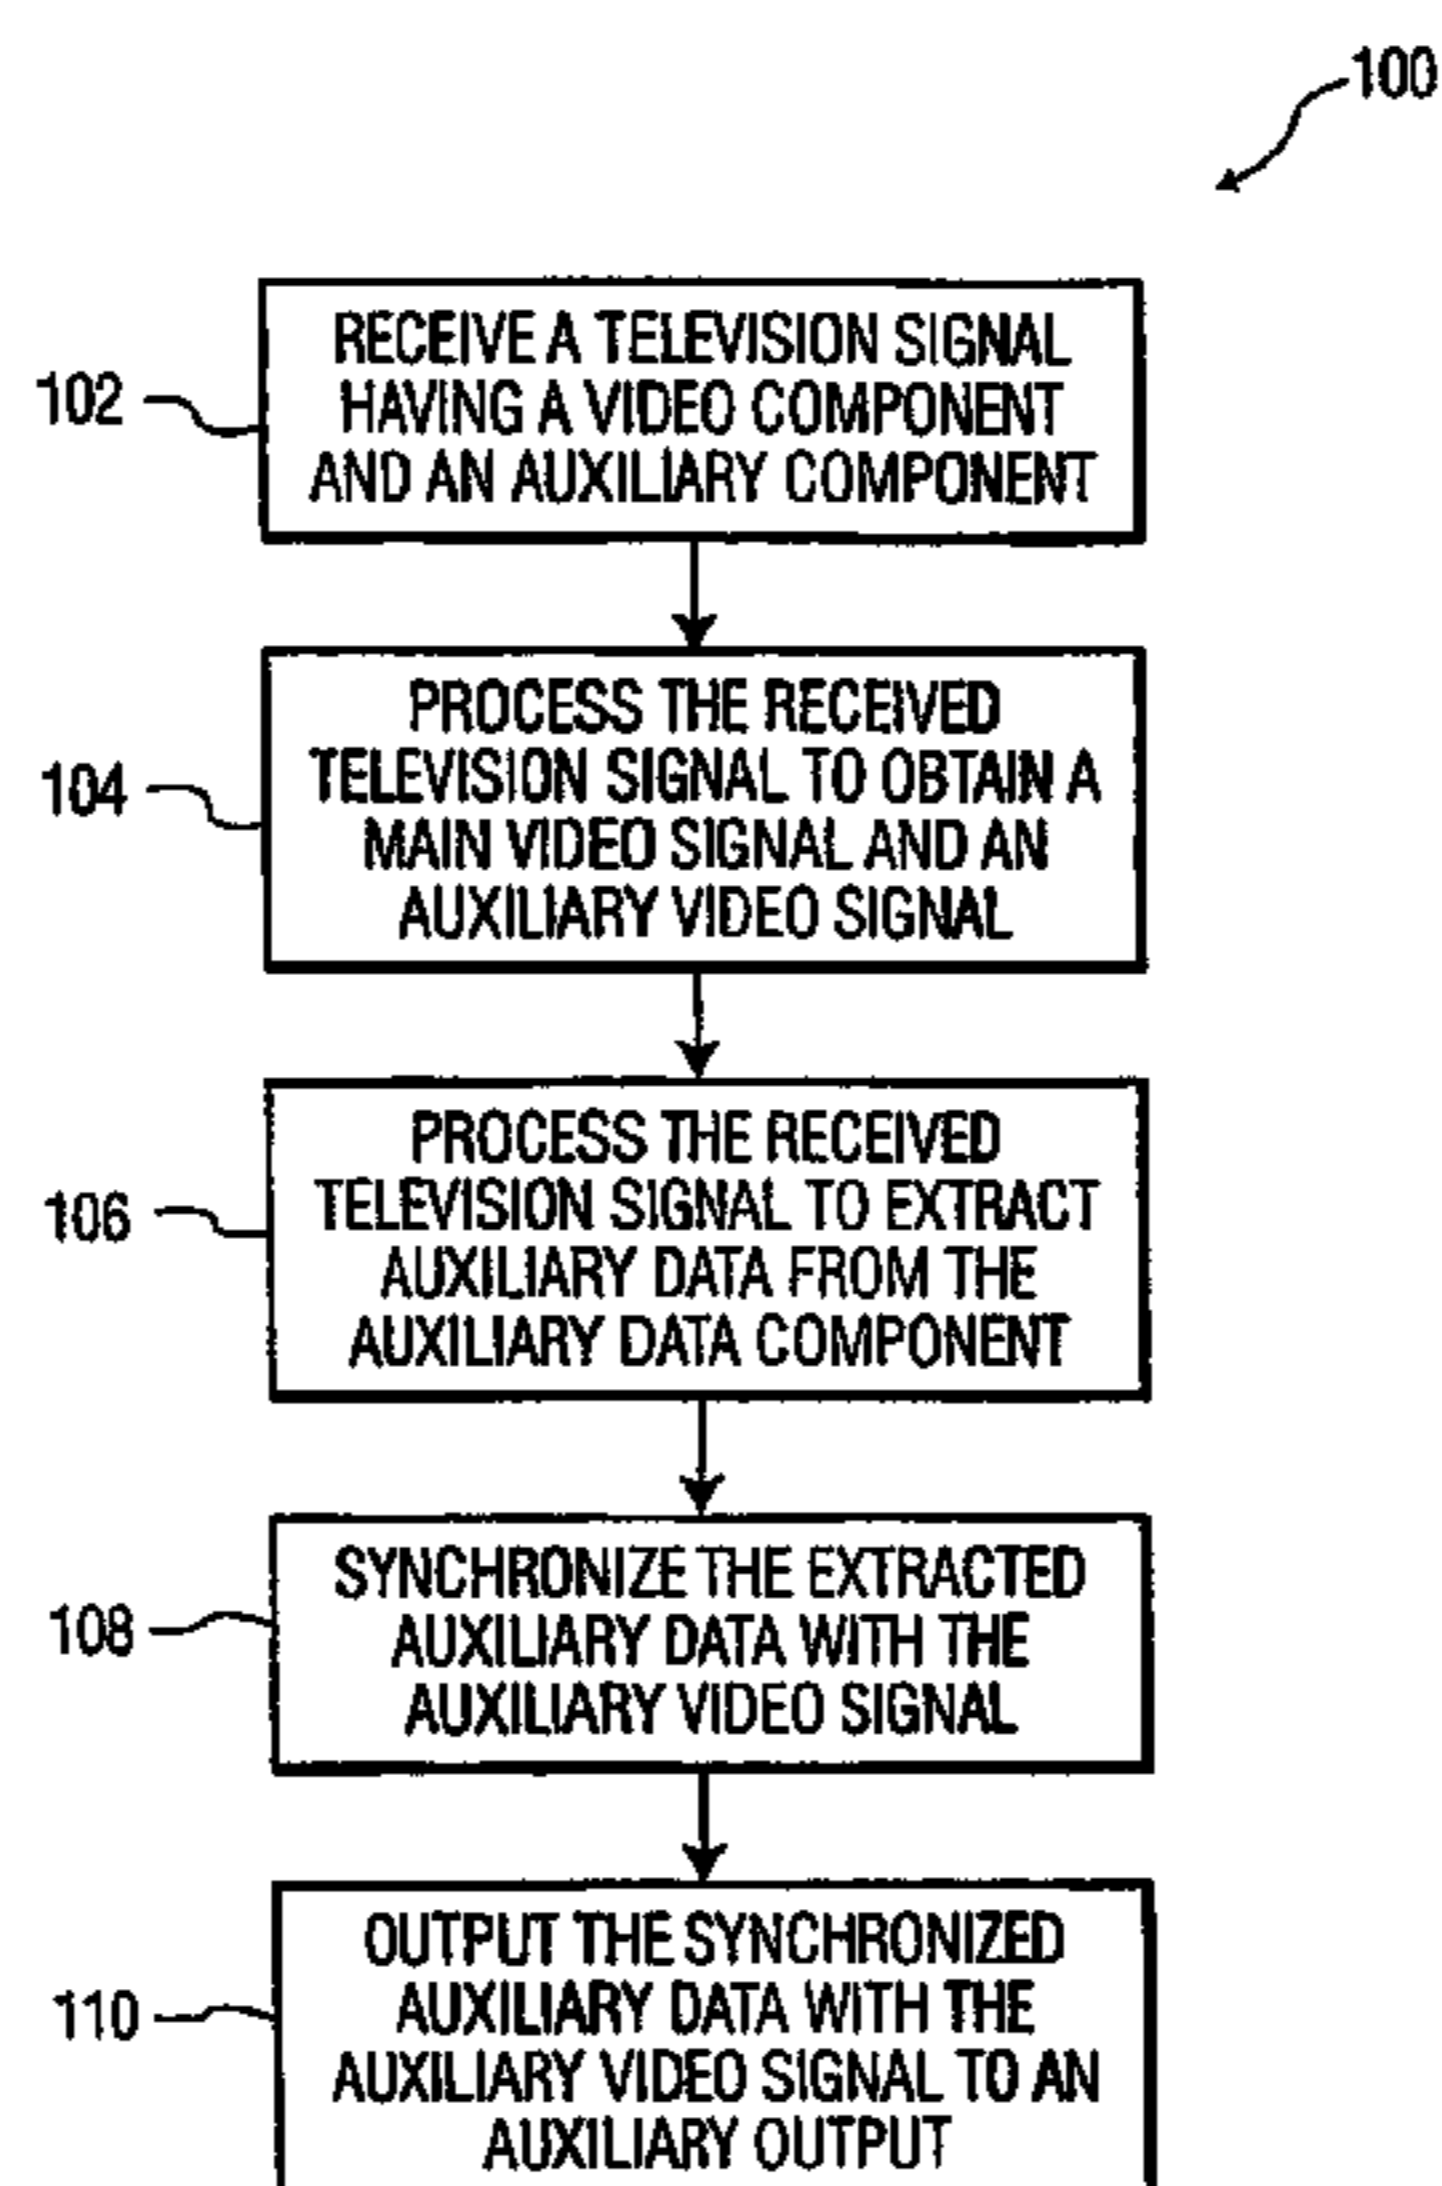 100
102
RECEIVE A TELEVISION SIGNAL
HAVING A VIDEO COMPONENT
AND AN AUXILIARY COMPONENT
104
PROCESS THE RECEIVED
TELEVISION SIGNAL TO OBTAIN A
MAIN VIDEO SIGNAL AND AN
AUXILIARY VIDEO SIGNAL
106
PROCESS THE RECEIVED
TELEVISION SIGNAL TO EXTRACT
AUXILIARY DATA FROM THE
AUXILIARY DATA COMPONENT
108
SYNCHRONIZE THE EXTRACTED
AUXILIARY DATA WITH THE
AUXILIARY VIDEO SIGNAL
110
OUTPUT THE SYNCHRONIZED
AUXILIARY DATA WITH THE
AUXILIARY VIDEO SIGNAL TO AN
AUXILIARY OUTPUT